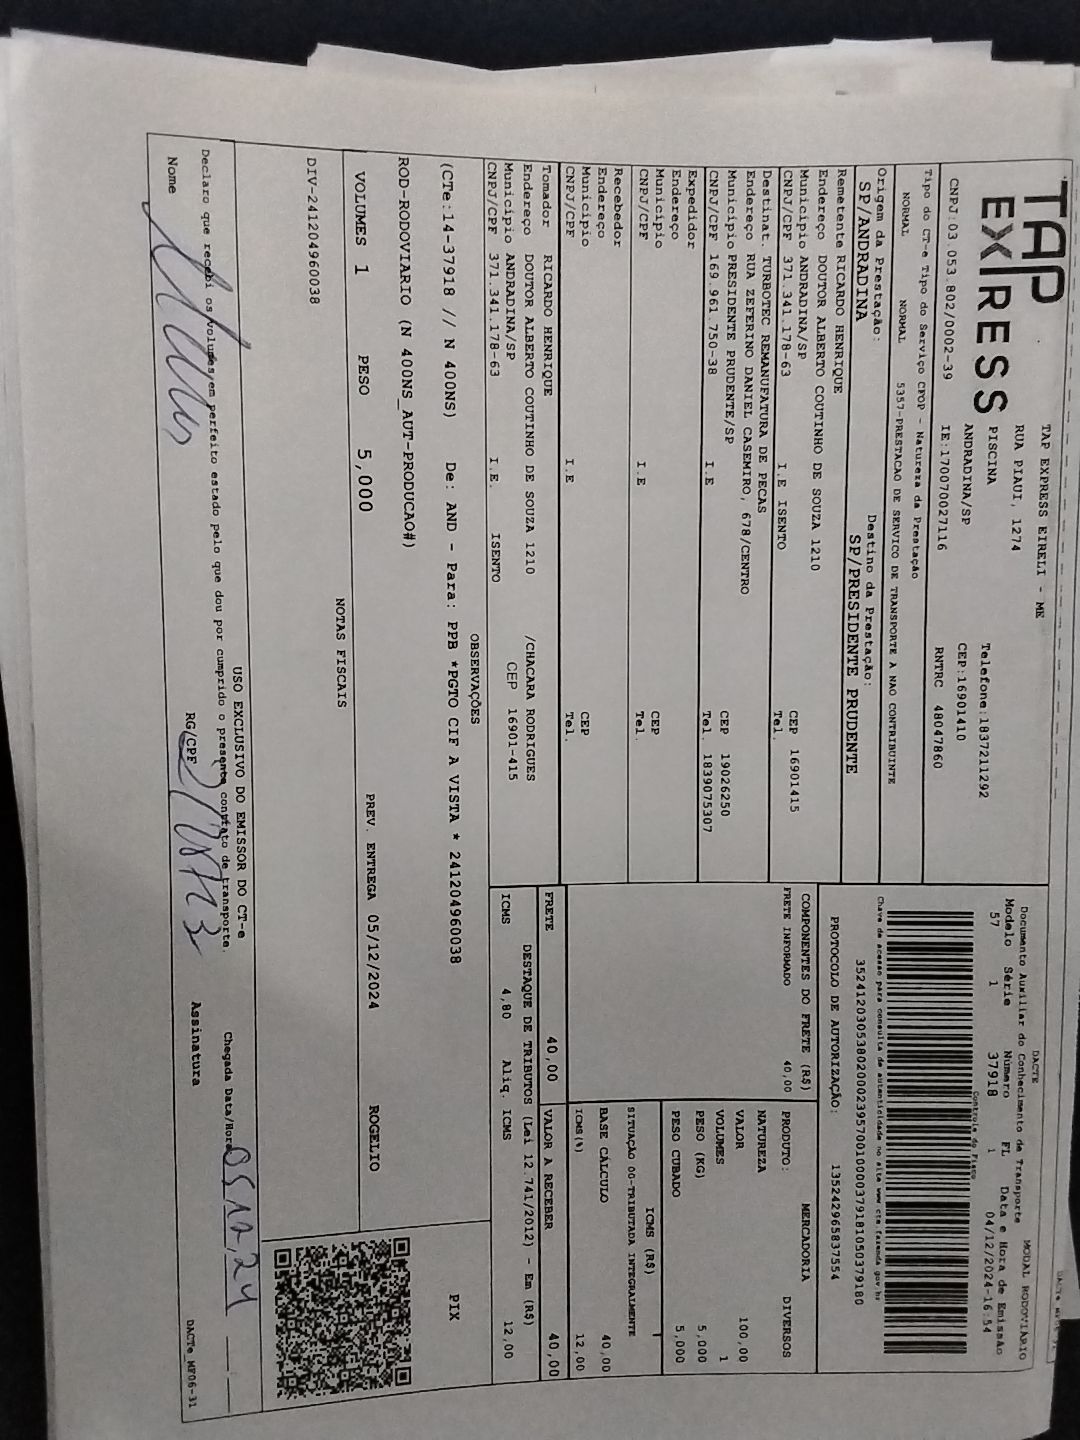 TAP EXPRESS
TAP EXPRESS EIRELI - ME
RUA PIAUI, 1274
PISCINA
Telefone:1837211292
ANDRADINA/SP
CEP:16901410
CNPJ:03.053.802/0002-39
IE:170070027116
RNTRC 48047860
DACTE
MODAL RODOVIÁRIO
Documento Auxiliar do Conhecimento de Transporte
Modelo Série Número FL Data e Hora de Emissão
57 1 37918 1 04/12/2024-16:54
Controle do Fisco
Chave de acesso para consulta de autenticidade no site www.cte.fazenda.gov.br
PROTOCOLO DE AUTORIZAÇÃO: 135242965837554
Tipo do CT-e Tipo do Serviço CFOP - Natureza da Prestação
NORMAL NORMAL 5357-PRESTACAO DE SERVICO DE TRANSPORTE A NAO CONTRIBUINTE
Origem da Prestação: Destino da Prestação:
SP/ANDRADINA SP/PRESIDENTE PRUDENTE
Remetente RICARDO HENRIQUE
Endereço DOUTOR ALBERTO COUTINHO DE SOUZA 1210
Município ANDRADINA/SP CEP 16901415
CNPJ/CPF 371.341.178-63 I.E ISENTO Tel.
Destinat. TURBOTEC REMANUFATURA DE PECAS
Endereço RUA ZEFERINO DANIEL CASEMIRO, 678/CENTRO
Município PRESIDENTE PRUDENTE/SP CEP 19026250
CNPJ/CPF 169.961.750-38 I.E Tel. 1839075307
Expedidor
Endereço
Município CEP
CNPJ/CPF I.E Tel.
Recebedor
Endereço
Município CEP
CNPJ/CPF I.E Tel.
Tomador RICARDO HENRIQUE
Endereço DOUTOR ALBERTO COUTINHO DE SOUZA 1210 /CHACARA RODRIGUES
Município ANDRADINA/SP CEP 16901-415
CNPJ/CPF 371.341.178-63 I.E. ISENTO
COMPONENTES DO FRETE (R$)
FRETE INFORMADO 40,00
PRODUTO: MERCADORIA DIVERSOS
NATUREZA
VALOR 100,00
VOLUMES 1
PESO (KG) 5,000
PESO CUBADO 5,000
ICMS (R$)
SITUAÇÃO 00-TRIBUTADA INTEGRALMENTE
BASE CÁLCULO 40,00
ICMS(%) 12,00
FRETE 40,00 VALOR A RECEBER 40,00
DESTAQUE DE TRIBUTOS (Lei 12.741/2012) - Em (R$)
ICMS 4,80 Aliq. ICMS 12,00
OBSERVAÇÕES
(CTe:14-37918 // N 400NS) De: AND - Para: PPB *PGTO CIF A VISTA * 241204960038
ROD-RODOVIARIO (N 400NS_AUT-PRODUCAO#)
PIX
VOLUMES 1 PESO 5,000 PREV. ENTREGA 05/12/2024 ROGELIO
NOTAS FISCAIS
DIV-241204960038
USO EXCLUSIVO DO EMISSOR DO CT-e
Declaro que recebi os volumes em perfeito estado pelo que dou por cumprido o presente contrato de transporte.
Chegada Data/Hora 05 12, 24
Nome RG/CPF Assinatura
DACTe_MF06-31